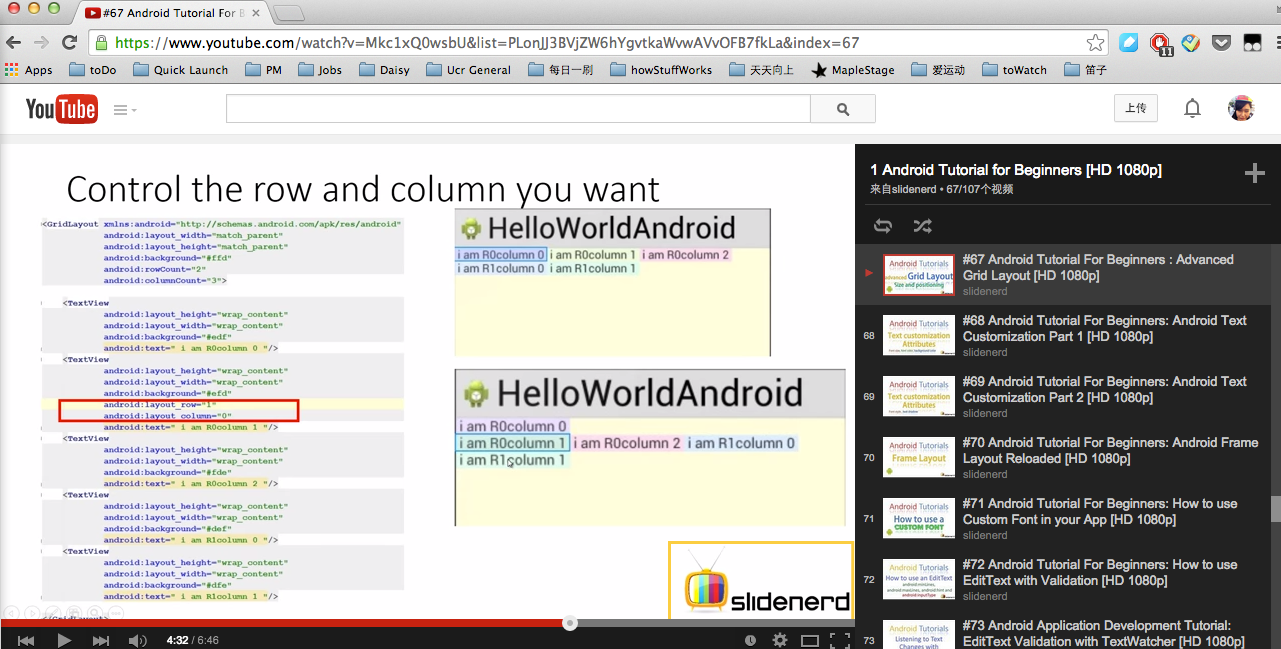 #67 Android Tutorial For B
https://www.youtube.com/watch?v=Mkc1xQ0wsbU&list=PLonJJ3BVjZW6hYgvtkaWvwAVvOFB7fkLa&index=67
11
Apps toDo Quick Launch PM Jobs Daisy Ucr General 每日一刷 howStuffWorks 天天向上 MapleStage 爱运动 toWatch 笛子
YouTube
上传
Control the row and column you want
<GridLayout xmlns:android="http://schemas.android.com/apk/res/android"
android:layout_width="match_parent"
android:layout_height="match_parent"
android:background="#ffd"
android:rowCount="2"
android:columnCount="3">
<TextView
android:layout_height="wrap_content"
android:layout_width="wrap_content"
android:background="#edf"
android:text=" i am R0column 0 "/>
<TextView
android:layout_height="wrap_content"
android:layout_width="wrap_content"
android:background="#efd"
android:layout_row="1"
android:layout_column="0"
android:text=" i am R0column 1 "/>
<TextView
android:layout_height="wrap_content"
android:layout_width="wrap_content"
android:background="#fde"
android:text=" i am R0column 2 "/>
<TextView
android:layout_height="wrap_content"
android:layout_width="wrap_content"
android:background="#def"
android:text=" i am R1column 0 "/>
<TextView
android:layout_height="wrap_content"
android:layout_width="wrap_content"
android:background="#dfe"
android:text=" i am R1column 1 "/>
</GridLayout>
HelloWorldAndroid
i am R0column 0 i am R0column 1 i am R0column 2
i am R1column 0 i am R1column 1
HelloWorldAndroid
i am R0column 0
i am R0column 1 i am R0column 2 i am R1column 0
i am R1column 1
slidenerd
4:32 / 6:46
1 Android Tutorial for Beginners [HD 1080p]
来自slidenerd • 67/107个视频
Android Tutorials
advanced Grid Layout
Size and positioning
#67 Android Tutorial For Beginners : Advanced
Grid Layout [HD 1080p]
slidenerd
68
Android Tutorials
Text customization
Attributes
#68 Android Tutorial For Beginners: Android Text
Customization Part 1 [HD 1080p]
slidenerd
69
Android Tutorials
Text customization
Attributes
#69 Android Tutorial For Beginners: Android Text
Customization Part 2 [HD 1080p]
slidenerd
70
Android Tutorials
Frame Layout
#70 Android Tutorial For Beginners: Android Frame
Layout Reloaded [HD 1080p]
slidenerd
71
Android Tutorials
How to use a
CUSTOM FONT
#71 Android Tutorial For Beginners: How to use
Custom Font in your App [HD 1080p]
slidenerd
72
Android Tutorials
How to use an EditText with
#72 Android Tutorial For Beginners: How to use
EditText with Validation [HD 1080p]
slidenerd
73
Android Tutorials
Listening to Text
Changes with
#73 Android Application Development Tutorial:
EditText Validation with TextWatcher [HD 1080p]